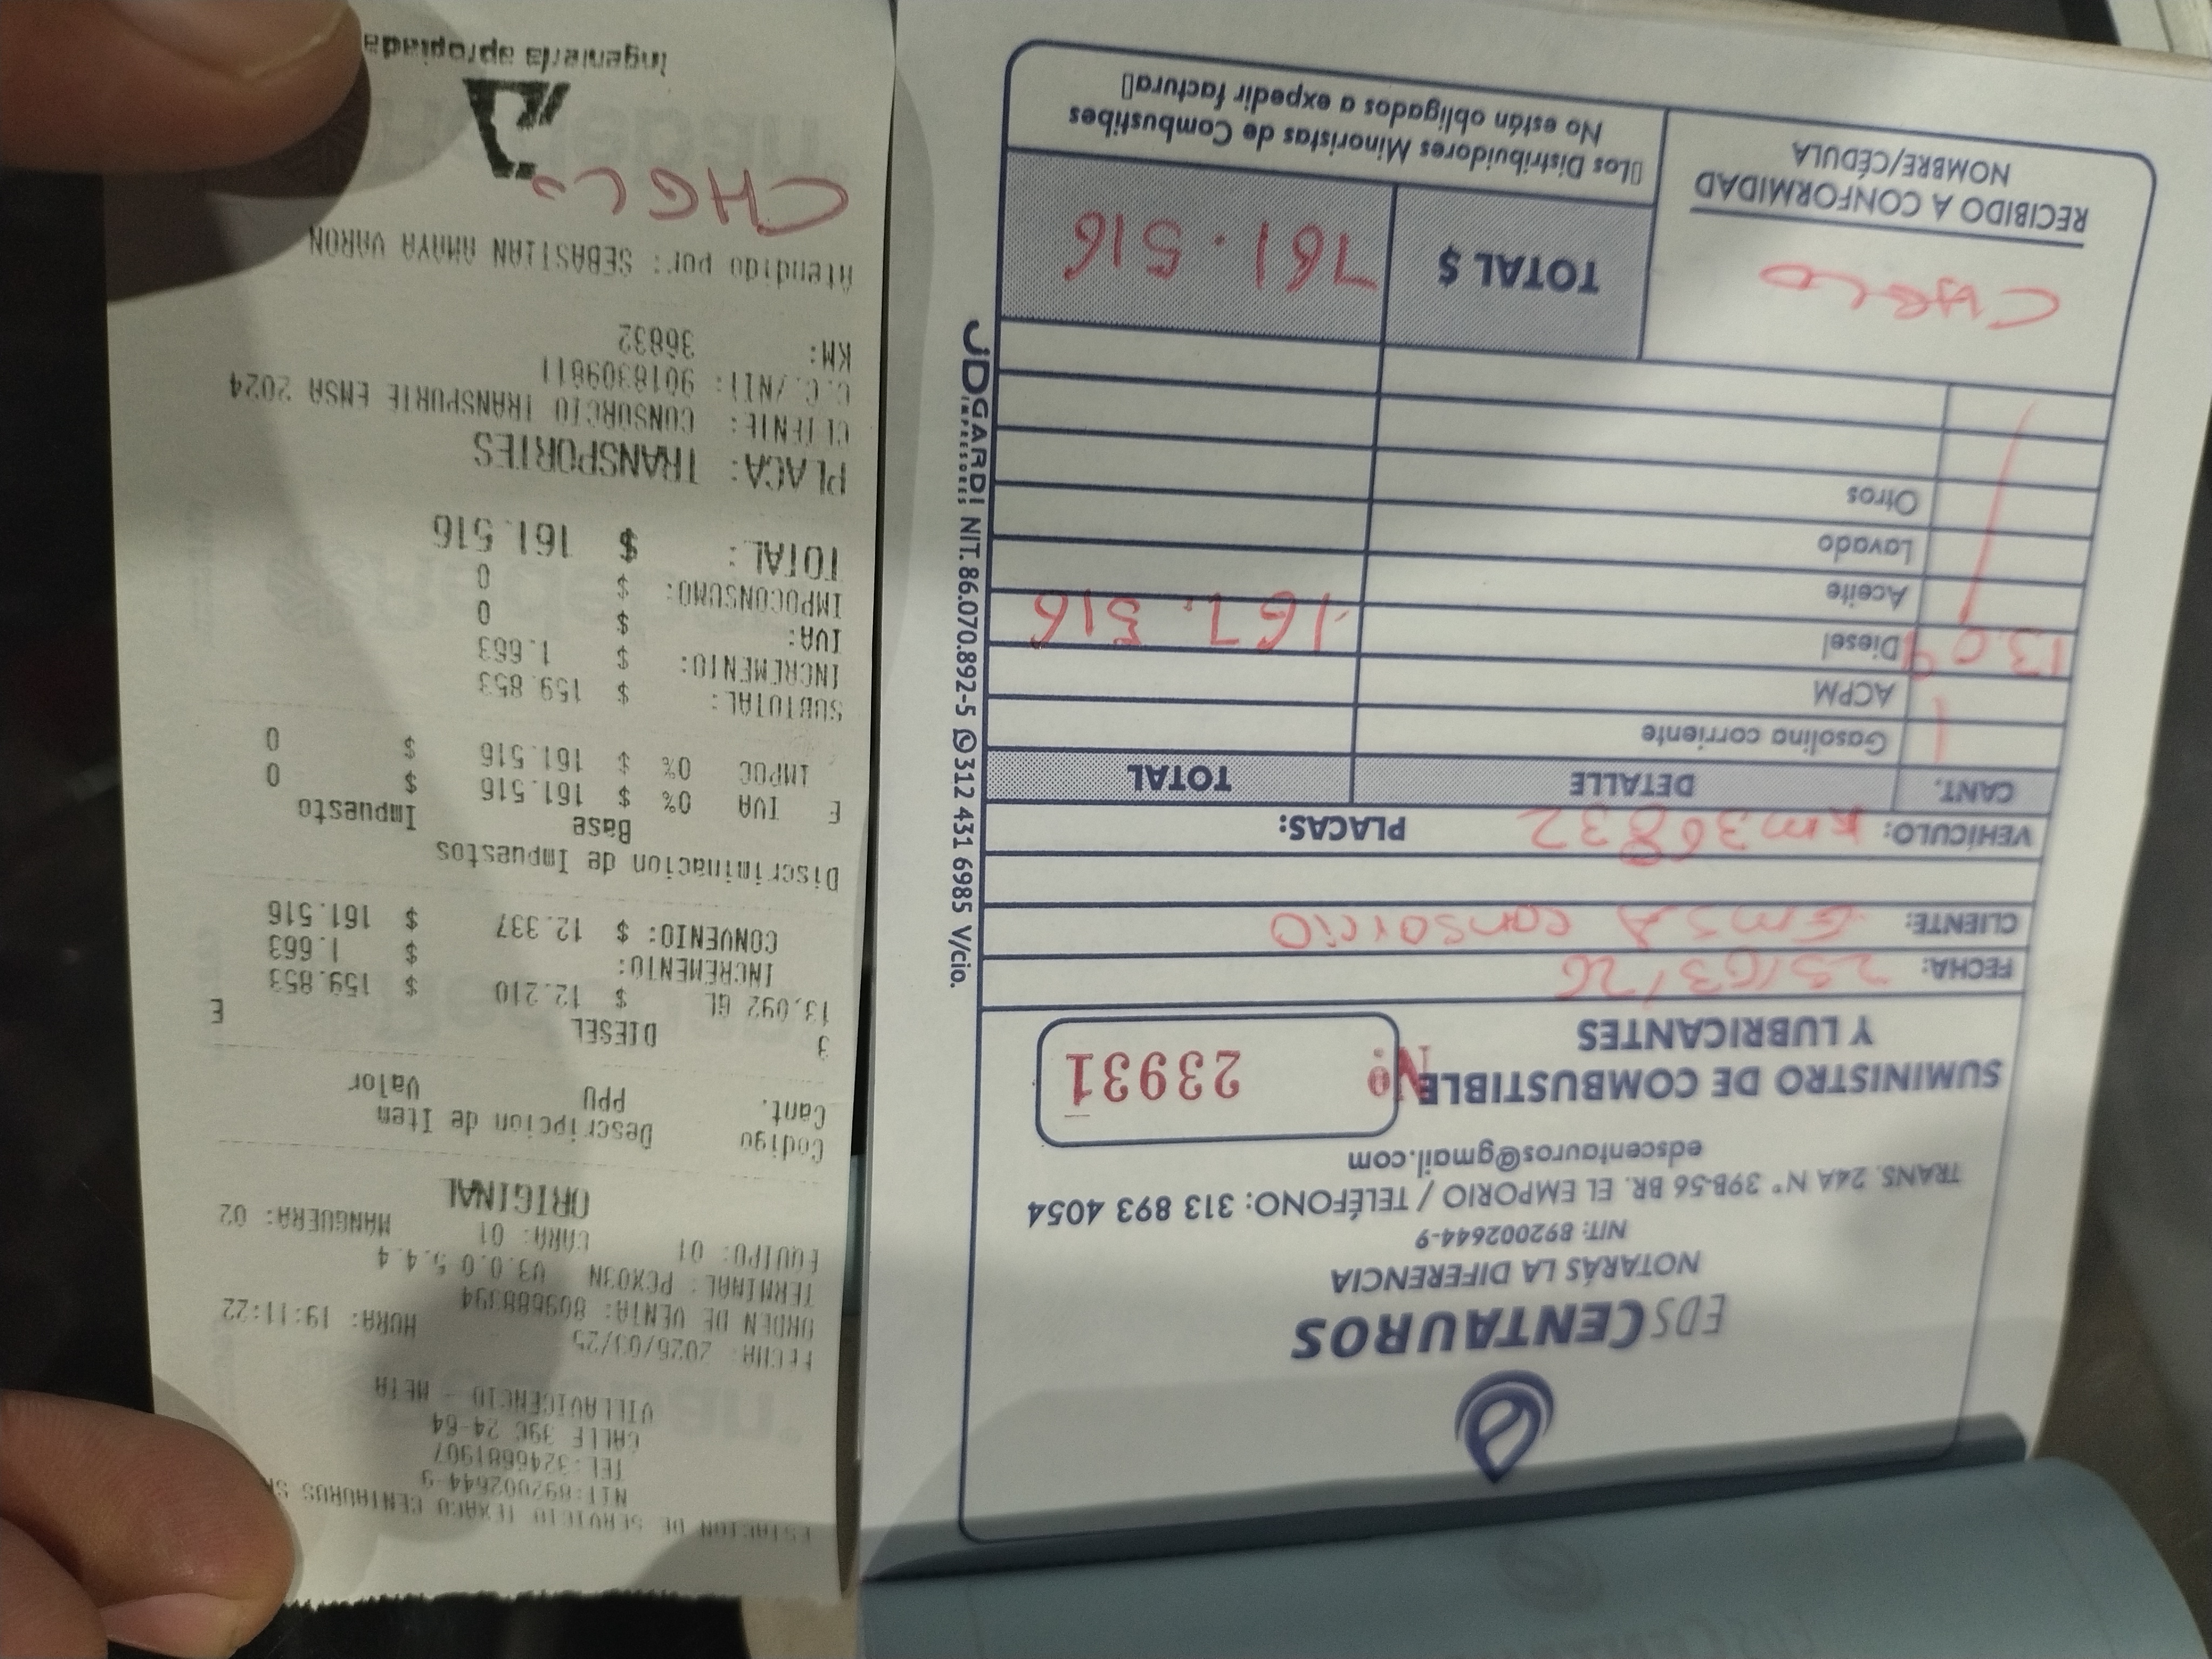 ESTACION DE SERVICIO TEXACO CENTAUROS
NIT:892002644-9
TEL:3246681907
CALLE 39C 24-64
VILLAVICENCIO - META
FECHA: 2026/03/25 HORA: 19:11:22
ORDEN DE VENTA: 809688394
TERMINAL: PCX03N V3.0.0 5.4.4
EQUIPO: 01 CARA: 01 MANGUERA: 02
ORIGINAL
Codigo Descripcion de Item
Cant. PPU Valor
3 DIESEL E
13.092 GL $ 12.210 $ 159.853
INCREMENTO: $ 1.663
CONVENIO: $ 12.337 $ 161.516
Discriminacion de Impuestos
Base Impuesto
E IVA 0% $ 161.516 $ 0
IMPOC 0% $ 161.516 $ 0
SUBTOTAL: $ 159.853
INCREMENTO: $ 1.663
IVA: $ 0
IMPOCONSUMO: $ 0
TOTAL: $ 161.516
PLACA: TRANSPORTES
CLIENTE: CONSORCIO TRANSPORTE EMSA 2024
C.C./NIT: 9018309811
KM: 36832
Atendido por: SEBASTIAN AMAYA VARON
Ingeniería apropiada
EDS CENTAUROS
NOTARÁS LA DIFERENCIA
NIT: 892002644-9
TRANS. 24A N° 39B-56 BR. EL EMPORIO / TELÉFONO: 313 893 4054
edscentauros@gmail.com
SUMINISTRO DE COMBUSTIBLE
Y LUBRICANTES
Nº 23931
FECHA: 25/03/26
CLIENTE: Emsa consorcio
VEHÍCULO: Km 36832 PLACAS:
CANT. DETALLE TOTAL
Gasolina corriente
ACPM
13.09 Diesel 161.516
Aceite
Lavado
Otros
TOTAL $ 161.516
RECIBIDO A CONFORMIDAD
NOMBRE/CÉDULA
Los Distribuidores Minoristas de Combustibes
No están obligados a expedir factura
JDGARDI IMPRESORES NIT. 86.070.892-5 312 431 6985 V/cio.